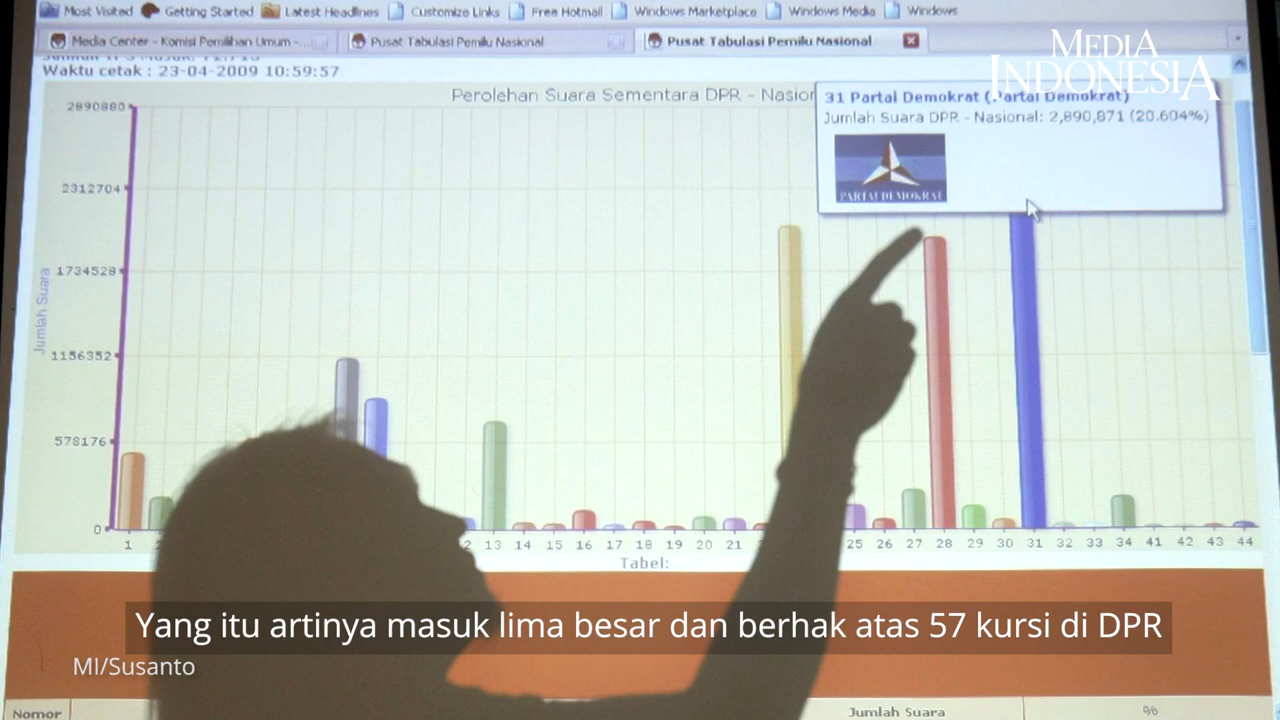 Most Visited Getting Started Latest Headlines Customize Links Free Hotmail Windows Marketplace Windows Media Windows
Media Center - Komisi Pemilihan Umum -... Pusat Tabulasi Pemilu Nasional Pusat Tabulasi Pemilu Nasional
MEDIA
INDONESIA
Waktu cetak : 23-04-2009 10:59:57
Perolehan Suara Sementara DPR - Nasion
31 Partai Demokrat (Partai Demokrat)
Jumlah Suara DPR - Nasional: 2,890,871 (20.604%)
PARTAI DEMOKRAT
2890880
2312704
1734528
1156352
578176
0
Jumlah Suara
1 2 13 14 15 16 17 18 19 20 21 25 26 27 28 29 30 31 32 33 34 41 42 43 44
Tabel:
Yang itu artinya masuk lima besar dan berhak atas 57 kursi di DPR
MI/Susanto
Nomor Jumlah Suara %